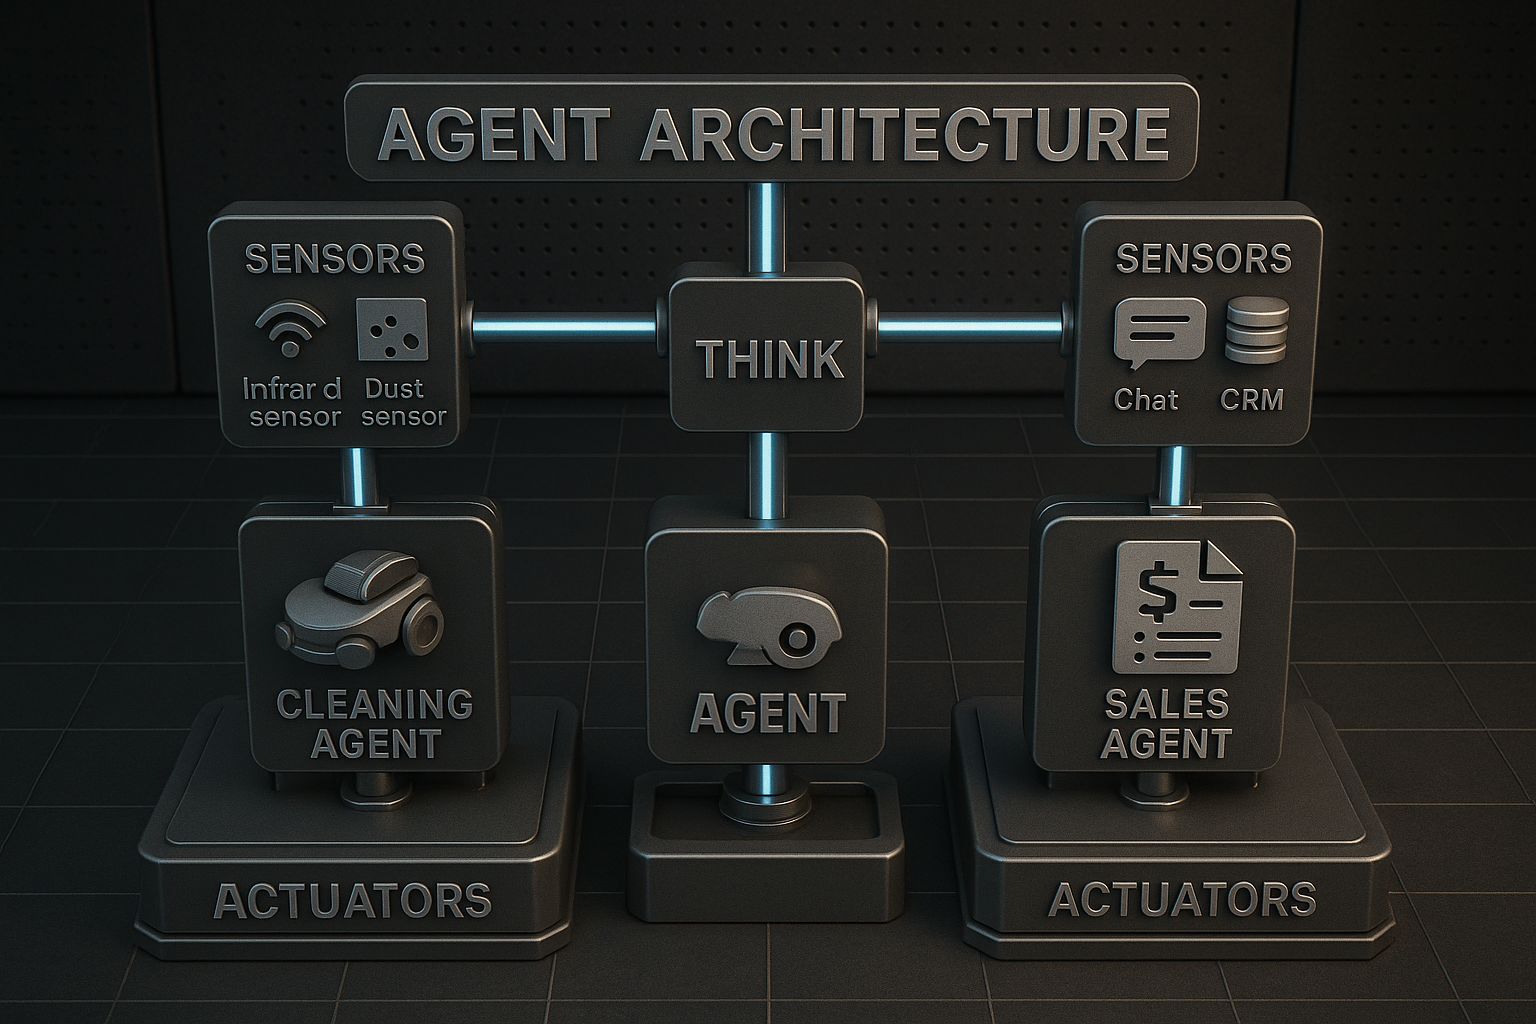 AGENT ARCHITECTURE
SENSORS
Infrar d
sensor
Dust
sensor
THINK
SENSORS
Chat
CRM
CLEANING
AGENT
AGENT
SALES
AGENT
ACTUATORS
ACTUATORS